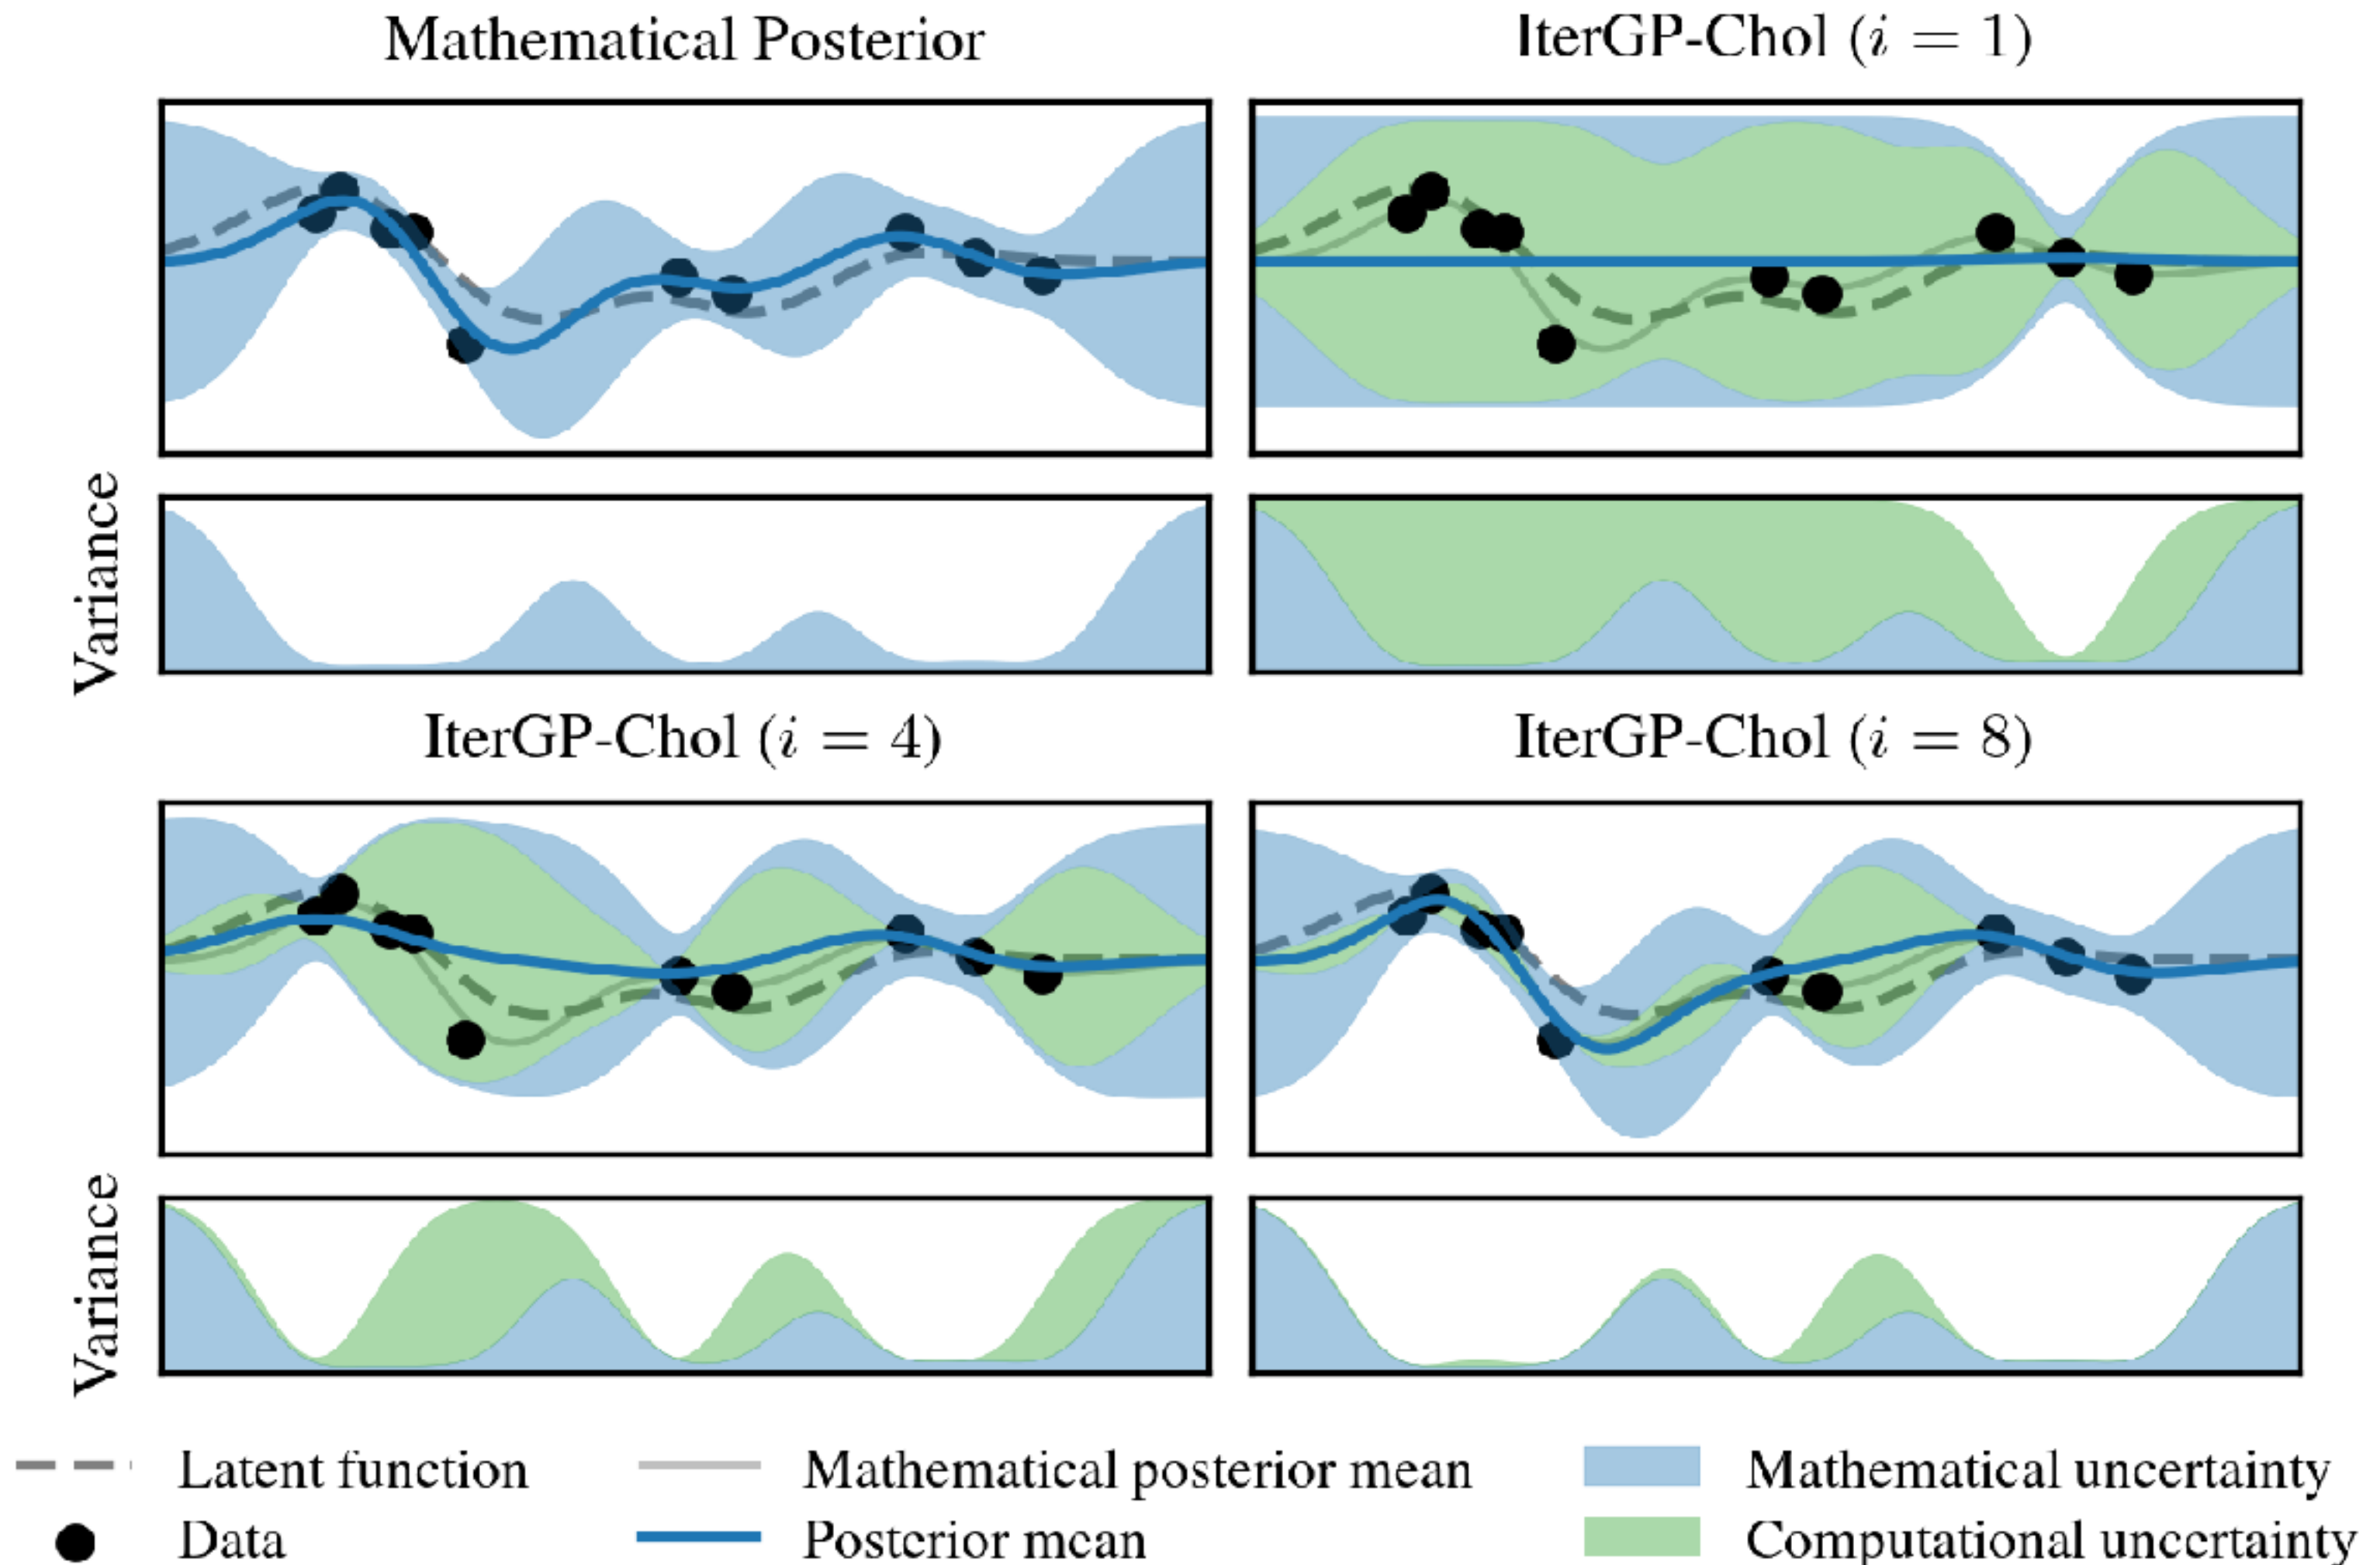 Mathematical Posterior
IterGP-Chol (i = 1)
Variance
IterGP-Chol (i = 4)
IterGP-Chol (i = 8)
Variance
Latent function
Mathematical posterior mean
Mathematical uncertainty
Data
Posterior mean
Computational uncertainty